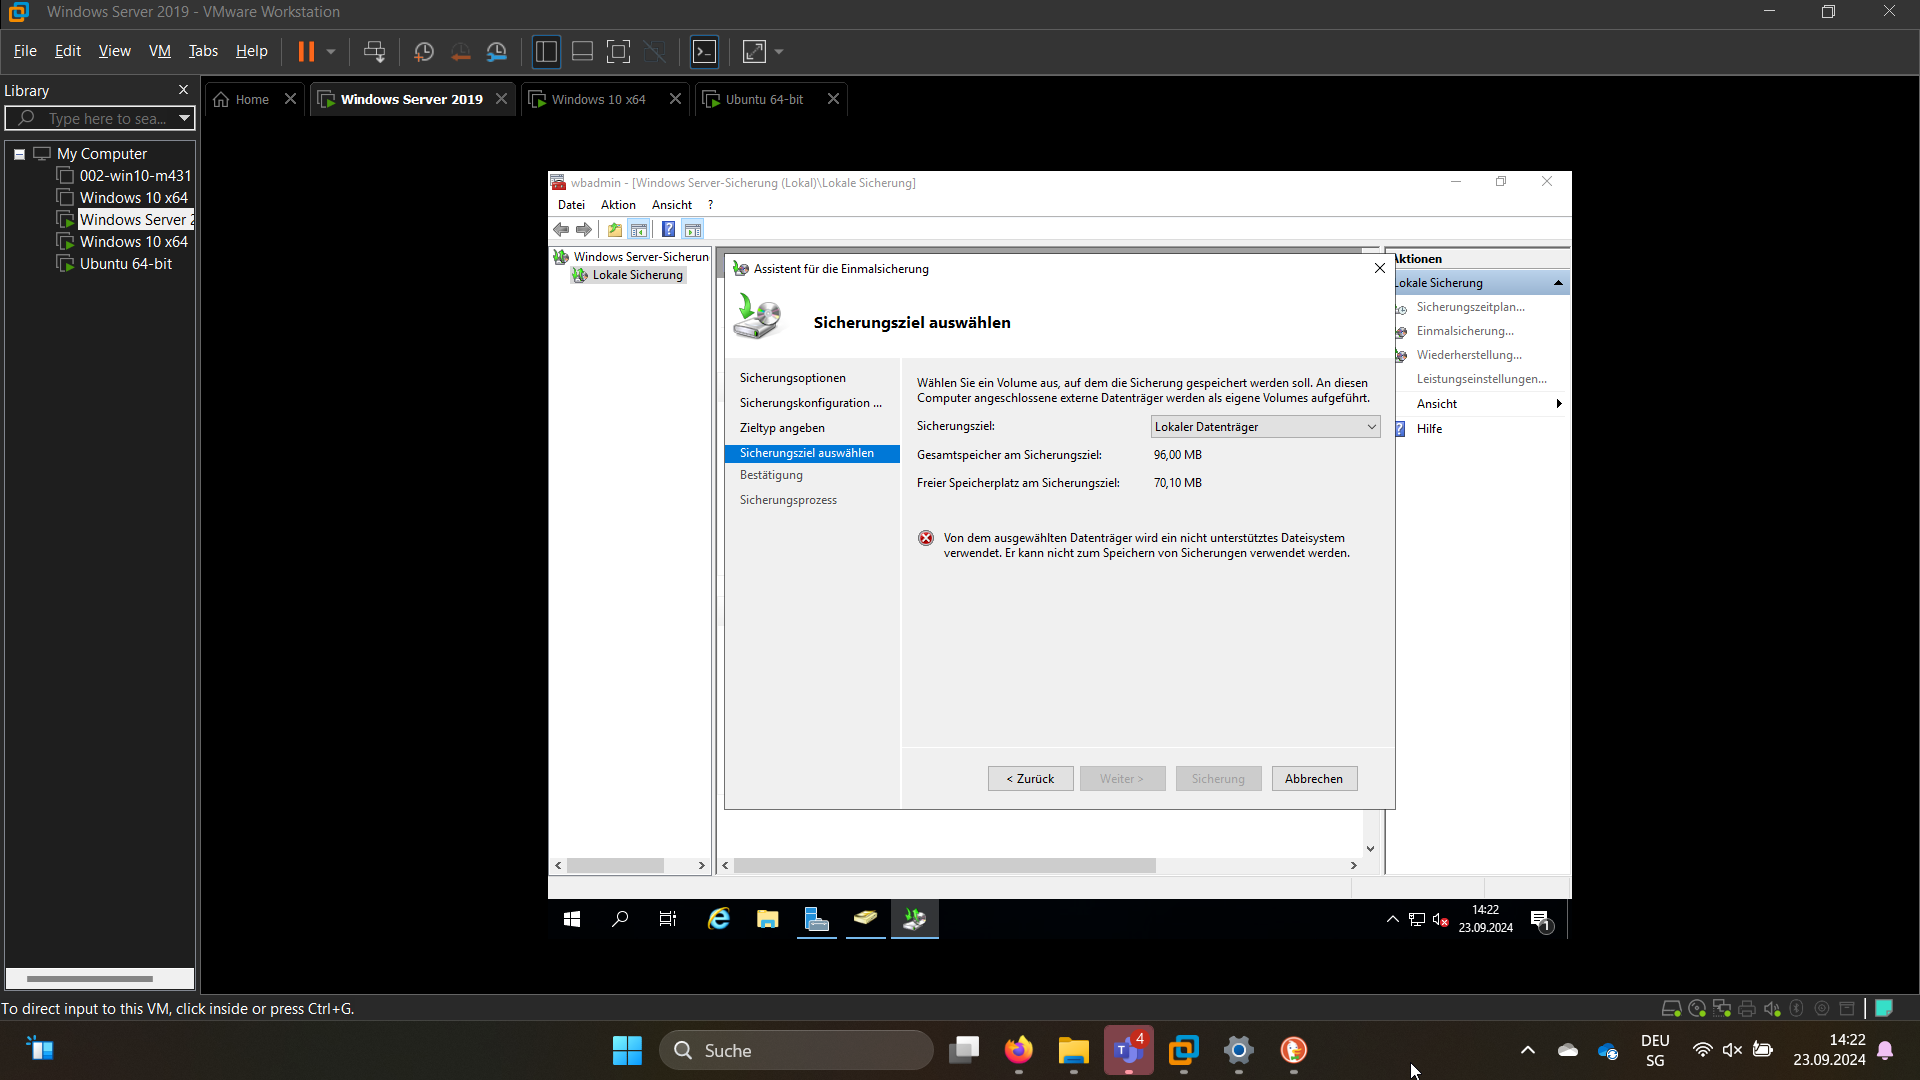 Windows Server 2019 - VMware Workstation
File Edit View VM Tabs Help
Library
Home
Windows Server 2019
Windows 10 x64
Ubuntu 64-bit
Type here to sea...
My Computer
002-win10-m431
Windows 10 x64
Windows Server 2
Windows 10 x64
Ubuntu 64-bit
wbadmin - [Windows Server-Sicherung (Lokal)\Lokale Sicherung]
Datei Aktion Ansicht ?
Windows Server-Sicherun
Lokale Sicherung
Assistent für die Einmalsicherung
Sicherungsziel auswählen
Sicherungsoptionen
Sicherungskonfiguration ...
Zieltyp angeben
Sicherungsziel auswählen
Bestätigung
Sicherungsprozess
Wählen Sie ein Volume aus, auf dem die Sicherung gespeichert werden soll. An diesen
Computer angeschlossene externe Datenträger werden als eigene Volumes aufgeführt.
Sicherungsziel: Lokaler Datenträger
Gesamtspeicher am Sicherungsziel: 96,00 MB
Freier Speicherplatz am Sicherungsziel: 70,10 MB
Von dem ausgewählten Datenträger wird ein nicht unterstütztes Dateisystem
verwendet. Er kann nicht zum Speichern von Sicherungen verwendet werden.
< Zurück Weiter > Sicherung Abbrechen
Aktionen
Lokale Sicherung
Sicherungszeitplan...
Einmalsicherung...
Wiederherstellung...
Leistungseinstellungen...
Ansicht
Hilfe
14:22
23.09.2024
1
To direct input to this VM, click inside or press Ctrl+G.
Suche
4
DEU
SG
14:22
23.09.2024